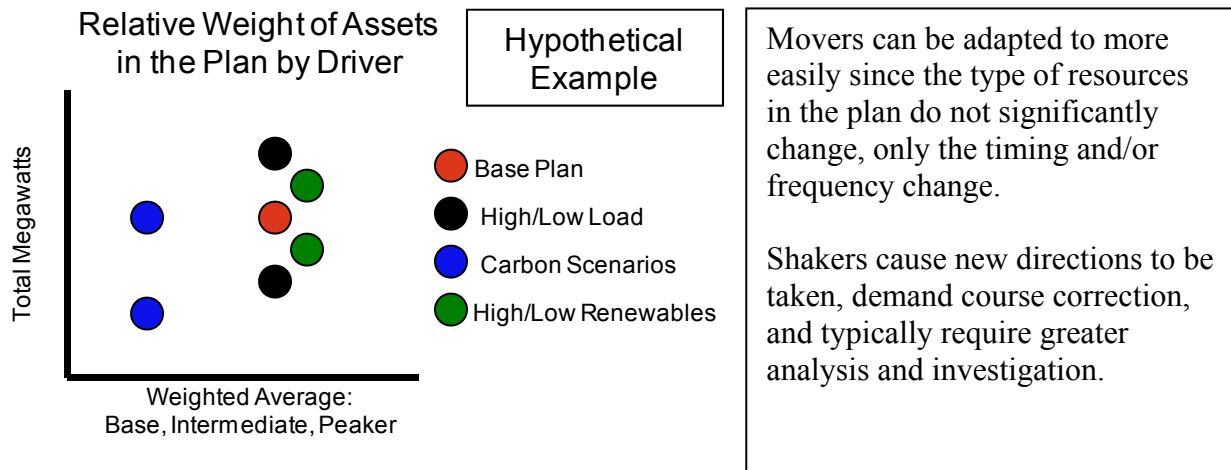 Relative Weight of Assets
in the Plan by Driver
Hypothetical
Example
Total Megawatts
Base Plan
High/Low Load
Carbon Scenarios
High/Low Renewables
Weighted Average:
Base, Intermediate, Peaker
Movers can be adapted to more
easily since the type of resources
in the plan do not significantly
change, only the timing and/or
frequency change.
Shakers cause new directions to be
taken, demand course correction,
and typically require greater
analysis and investigation.